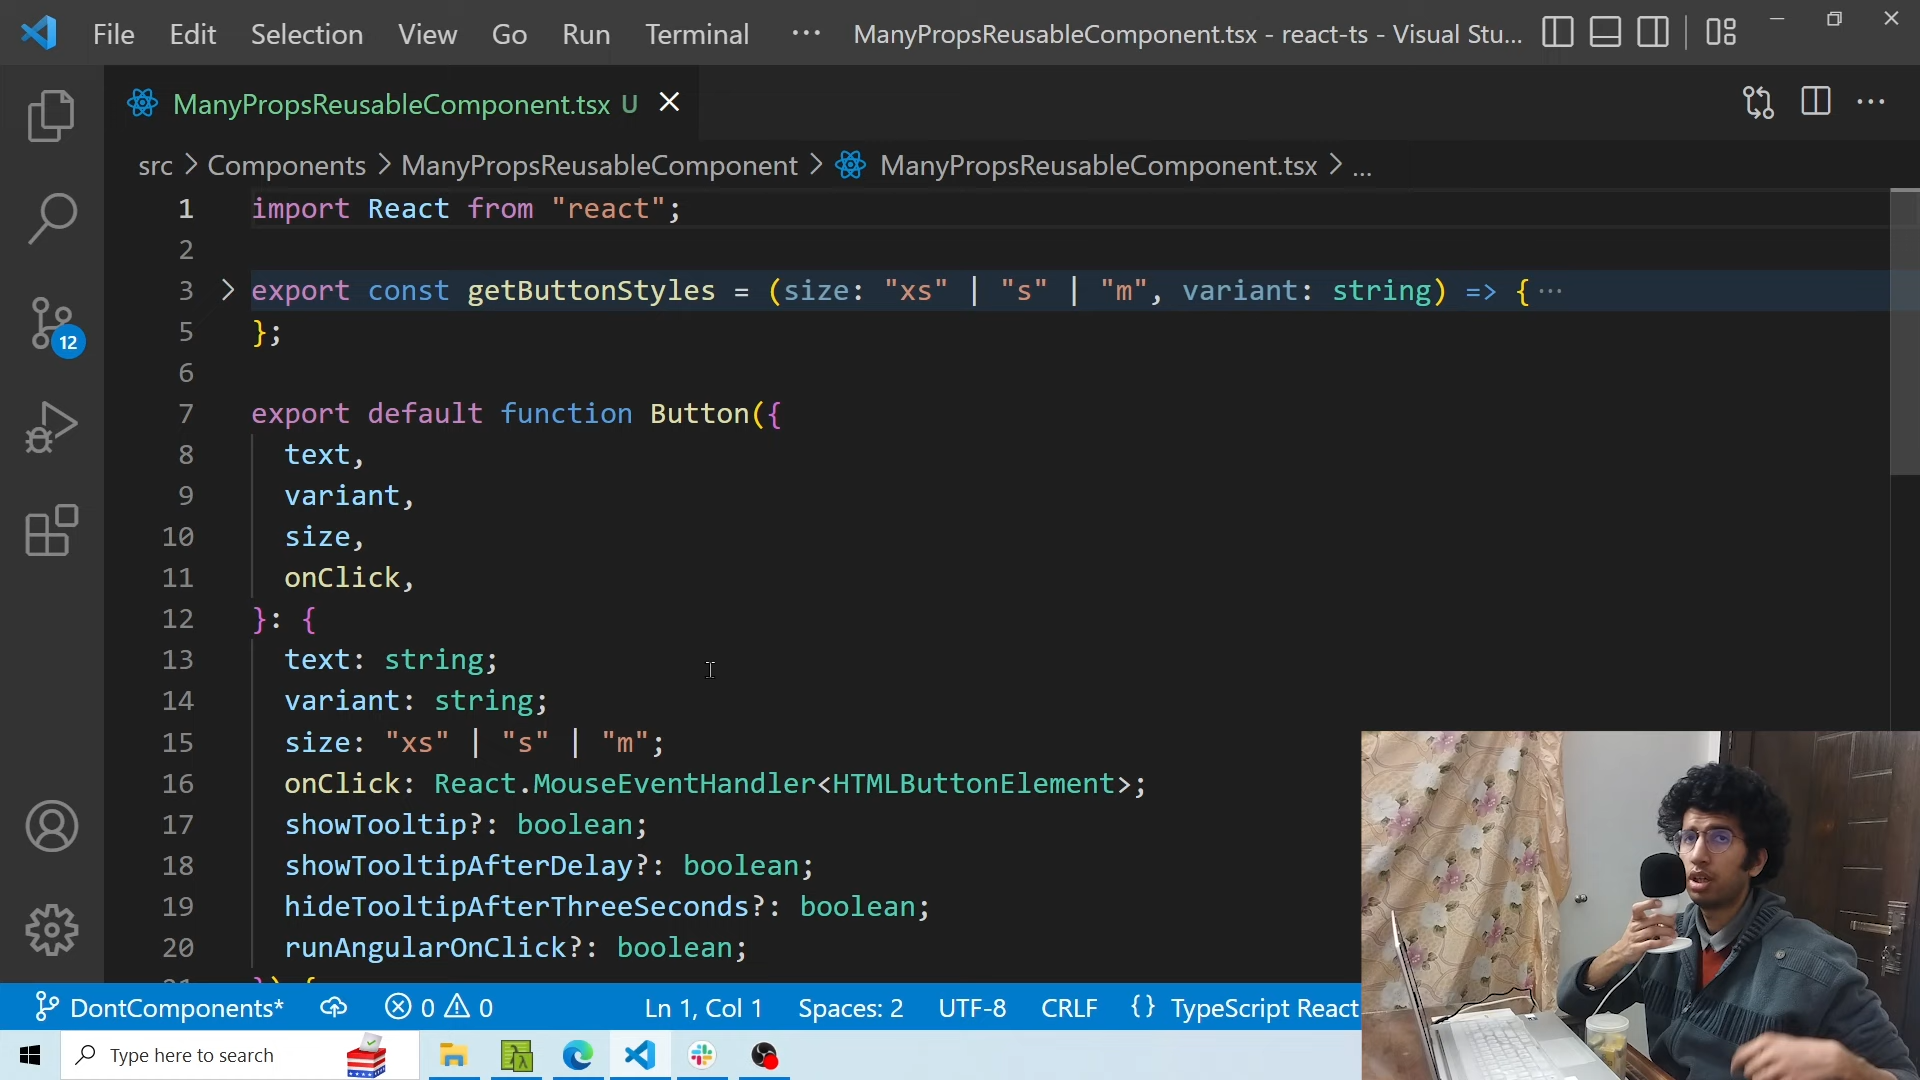 File Edit Selection View Go Run Terminal ··· ManyPropsReusableComponent.tsx - react-ts - Visual Stu...
ManyPropsReusableComponent.tsx U
src > Components > ManyPropsReusableComponent > ManyPropsReusableComponent.tsx > ...
1 import React from "react";
2
3 export const getButtonStyles = (size: "xs" | "s" | "m", variant: string) => { ···
5 };
6
7 export default function Button({
8 text,
9 variant,
10 size,
11 onClick,
12 }: {
13 text: string;
14 variant: string;
15 size: "xs" | "s" | "m";
16 onClick: React.MouseEventHandler<HTMLButtonElement>;
17 showTooltip?: boolean;
18 showTooltipAfterDelay?: boolean;
19 hideTooltipAfterThreeSeconds?: boolean;
20 runAngularOnClick?: boolean;
21 }) {
12
DontComponents* 0 0 Ln 1, Col 1 Spaces: 2 UTF-8 CRLF {} TypeScript React
Type here to search